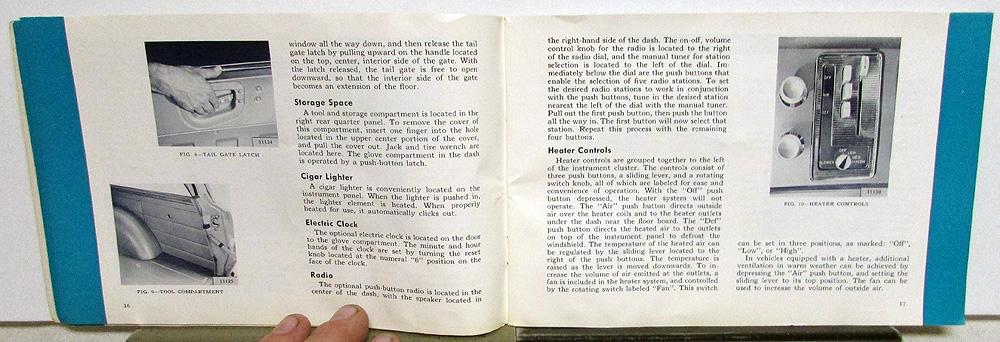 window all the way down, and then release the tail
gate latch by pulling upward on the handle located
on the top, center, interior side of the gate. With
the latch released, the tail gate is free to open
downward, so that the interior side of the gate
becomes an extension of the floor.
11124
FIG. 8—TAIL GATE LATCH
Storage Space
A tool and storage compartment is located in the
right rear quarter panel. To remove the cover of
this compartment, insert one finger into the hole
located in the upper center portion of the cover,
and pull the cover out. Jack and tire wrench are
located here. The glove compartment in the dash
is operated by a push-button latch.
Cigar Lighter
A cigar lighter is conveniently located on the
instrument panel. When the lighter is pushed in,
the lighter element is heated. When properly
heated for use, it automatically clicks out.
Electric Clock
The optional electric clock is located on the door
to the glove compartment. The minute and hour
hands of the clock are set by turning the reset
knob located at the numeral "6" position on the
face of the clock.
11125
FIG. 9—TOOL COMPARTMENT
Radio
The optional push-button radio is located in the
center of the dash, with the speaker located in
16
the right-hand side of the dash. The on-off, volume
control knob for the radio is located to the right
of the radio dial, and the manual tuner for station
selection is located to the left of the dial. Im-
mediately below the dial are the push buttons that
enable the selection of five radio stations. To set
the desired radio stations to work in conjunction
with the push buttons, tune in the desired station
nearest the left of the dial with the manual tuner.
Pull out the first push button, then push the button
all the way in. The first button will now select that
station. Repeat this process with the remaining
four buttons.
Heater Controls
Heater controls are grouped together to the left
of the instrument cluster. The controls consist of
three push buttons, a sliding lever, and a rotating
switch knob, all of which are labeled for ease and
convenience of operation. With the "Off" push
button depressed, the heater system will not
operate. The "Air" push button directs outside
air over the heater coils and to the heater outlets
under the dash near the floor board. The "Def"
push button directs the heated air to the outlets
on top of the instrument panel to defrost the
windshield. The temperature of the heated air can
be regulated by the sliding lever located to the
right of the push buttons. The temperature is
raised as the lever is moved downwards. To in-
crease the volume of air emitted at the outlets, a
fan is included in the heater system, and controlled
by the rotating switch labeled "Fan". This switch
OFF
LOW
MED
HIGH
BLOWER
11130
FIG. 10—HEATER CONTROLS
can be set in three positions, as marked: "Off",
"Low", or "High".
In vehicles equipped with a heater, additional
ventilation in warm weather can be achieved by
depressing the "Air" push button, and setting the
sliding lever to its top position. The fan can be
used to increase the volume of outside air.
17